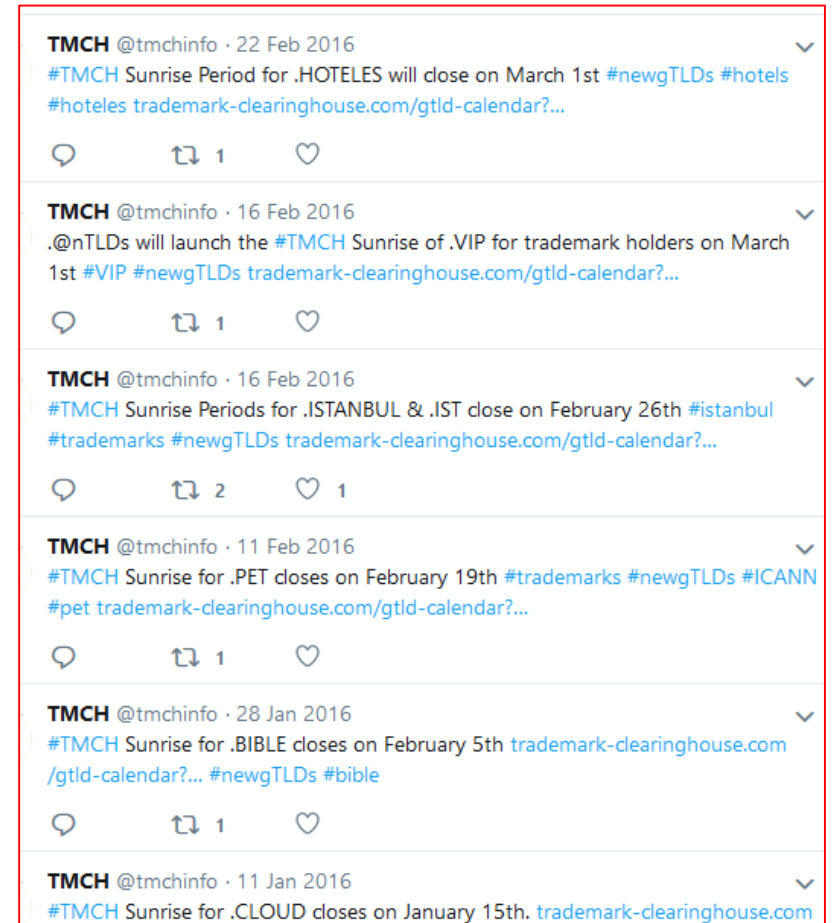 TMCH @tmchinfo · 22 Feb 2016
#TMCH Sunrise Period for .HOTELES will close on March 1st #newgTLDs #hotels
#hoteles trademark-clearinghouse.com/gtld-calendar?...
1
TMCH @tmchinfo · 16 Feb 2016
.@nTLDs will launch the #TMCH Sunrise of .VIP for trademark holders on March
1st #VIP #newgTLDs trademark-clearinghouse.com/gtld-calendar?...
1
TMCH @tmchinfo · 16 Feb 2016
#TMCH Sunrise Periods for .ISTANBUL & .IST close on February 26th #istanbul
#trademarks #newgTLDs trademark-clearinghouse.com/gtld-calendar?...
2 1
TMCH @tmchinfo · 11 Feb 2016
#TMCH Sunrise for .PET closes on February 19th #trademarks #newgTLDs #ICANN
#pet trademark-clearinghouse.com/gtld-calendar?...
1
TMCH @tmchinfo · 28 Jan 2016
#TMCH Sunrise for .BIBLE closes on February 5th trademark-clearinghouse.com
/gtld-calendar?... #newgTLDs #bible
1
TMCH @tmchinfo · 11 Jan 2016
#TMCH Sunrise for .CLOUD closes on January 15th. trademark-clearinghouse.com